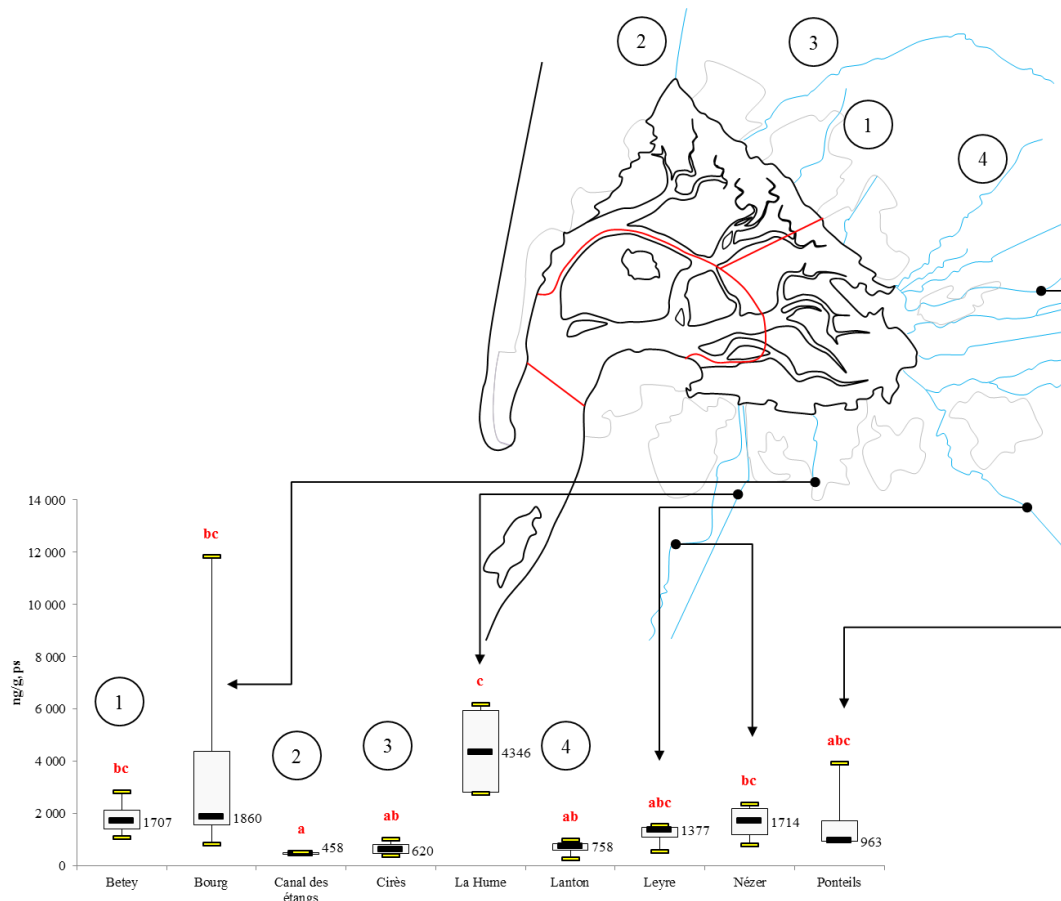 2
3
1
4
14 000
12 000
10 000
8 000
6 000
4 000
2 000
0
ng/g, ps
1
bc
1707
bc
1860
2
a
458
3
ab
620
c
4346
4
ab
758
abc
1377
bc
1714
abc
963
Betey
Bourg
Canal des
étangs
Cirès
La Hume
Lanton
Leyre
Nézer
Ponteils